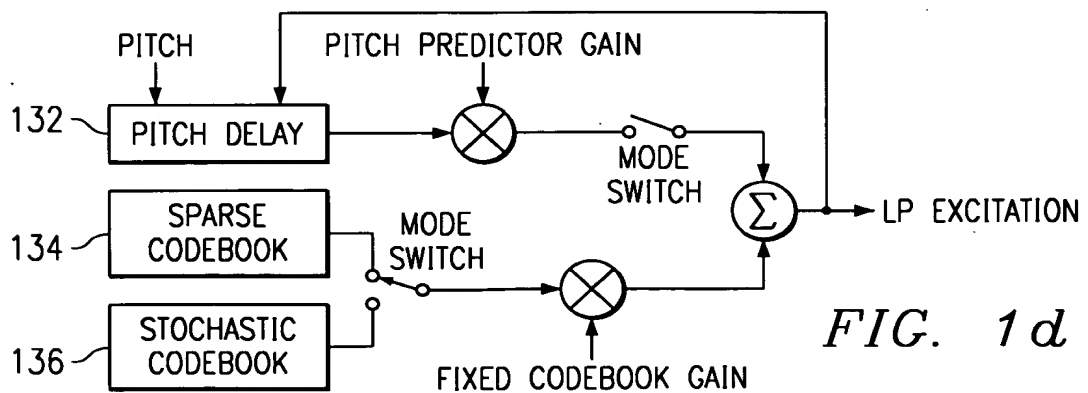 PITCH
PITCH PREDICTOR GAIN
132
PITCH DELAY
MODE
SWITCH
SPARSE
CODEBOOK
134
MODE
SWITCH
Σ
LP EXCITATION
STOCHASTIC
CODEBOOK
136
FIXED CODEBOOK GAIN
FIG. 1d